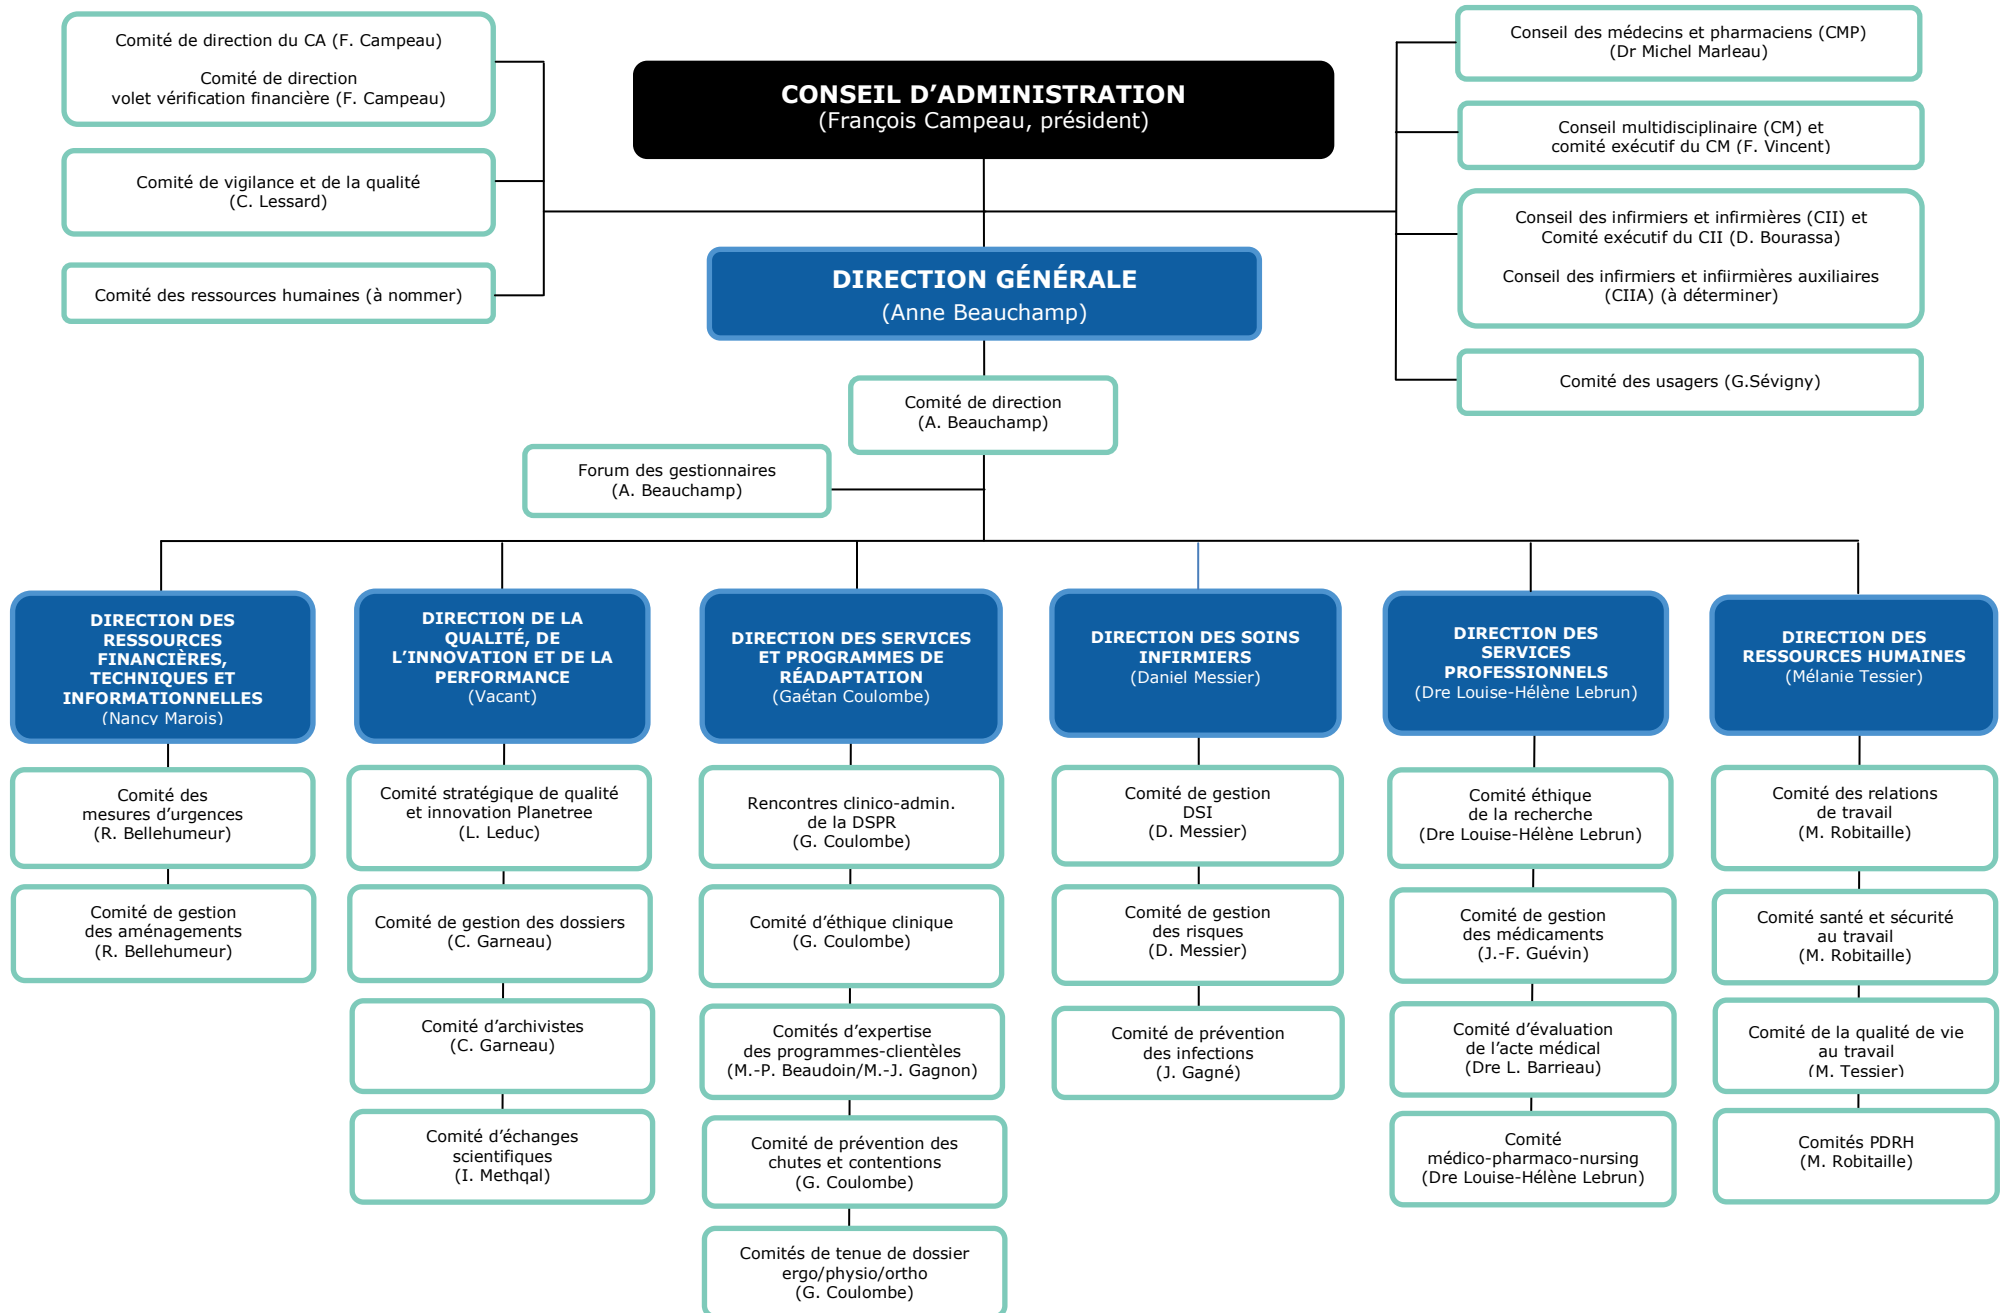 Comité de direction du CA (F. Campeau)
Comité de direction
volet vérification financière (F. Campeau)
Comité de vigilance et de la qualité
(C. Lessard)
Comité des ressources humaines (à nommer)
CONSEIL D’ADMINISTRATION
(François Campeau, président)
Conseil des médecins et pharmaciens (CMP)
(Dr Michel Marleau)
Conseil multidisciplinaire (CM) et
comité exécutif du CM (F. Vincent)
Conseil des infirmiers et infirmières (CII) et
Comité exécutif du CII (D. Bourassa)
Conseil des infirmiers et infiirmières auxiliaires
(CIIA) (à déterminer)
Comité des usagers (G.Sévigny)
DIRECTION GÉNÉRALE
(Anne Beauchamp)
Comité de direction
(A. Beauchamp)
Forum des gestionnaires
(A. Beauchamp)
DIRECTION DES
RESSOURCES
FINANCIÈRES,
TECHNIQUES ET
INFORMATIONNELLES
(Nancy Marois)
Comité des
mesures d’urgences
(R. Bellehumeur)
Comité de gestion
des aménagements
(R. Bellehumeur)
DIRECTION DE LA
QUALITÉ, DE
L’INNOVATION ET DE LA
PERFORMANCE
(Vacant)
Comité stratégique de qualité
et innovation Planetree
(L. Leduc)
Comité de gestion des dossiers
(C. Garneau)
Comité d’archivistes
(C. Garneau)
Comité d’échanges
scientifiques
(I. Methqal)
DIRECTION DES SERVICES
ET PROGRAMMES DE
RÉADAPTATION
(Gaétan Coulombe)
Rencontres clinico-admin.
de la DSPR
(G. Coulombe)
Comité d’éthique clinique
(G. Coulombe)
Comités d’expertise
des programmes-clientèles
(M.-P. Beaudoin/M.-J. Gagnon)
Comité de prévention des
chutes et contentions
(G. Coulombe)
Comités de tenue de dossier
ergo/physio/ortho
(G. Coulombe)
DIRECTION DES SOINS
INFIRMIERS
(Daniel Messier)
Comité de gestion
DSI
(D. Messier)
Comité de gestion
des risques
(D. Messier)
Comité de prévention
des infections
(J. Gagné)
DIRECTION DES
SERVICES
PROFESSIONNELS
(Dre Louise-Hélène Lebrun)
Comité éthique
de la recherche
(Dre Louise-Hélène Lebrun)
Comité de gestion
des médicaments
(J.-F. Guévin)
Comité d’évaluation
de l’acte médical
(Dre L. Barrieau)
Comité
médico-pharmaco-nursing
(Dre Louise-Hélène Lebrun)
DIRECTION DES
RESSOURCES HUMAINES
(Mélanie Tessier)
Comité des relations
de travail
(M. Robitaille)
Comité santé et sécurité
au travail
(M. Robitaille)
Comité de la qualité de vie
au travail
(M. Tessier)
Comités PDRH
(M. Robitaille)